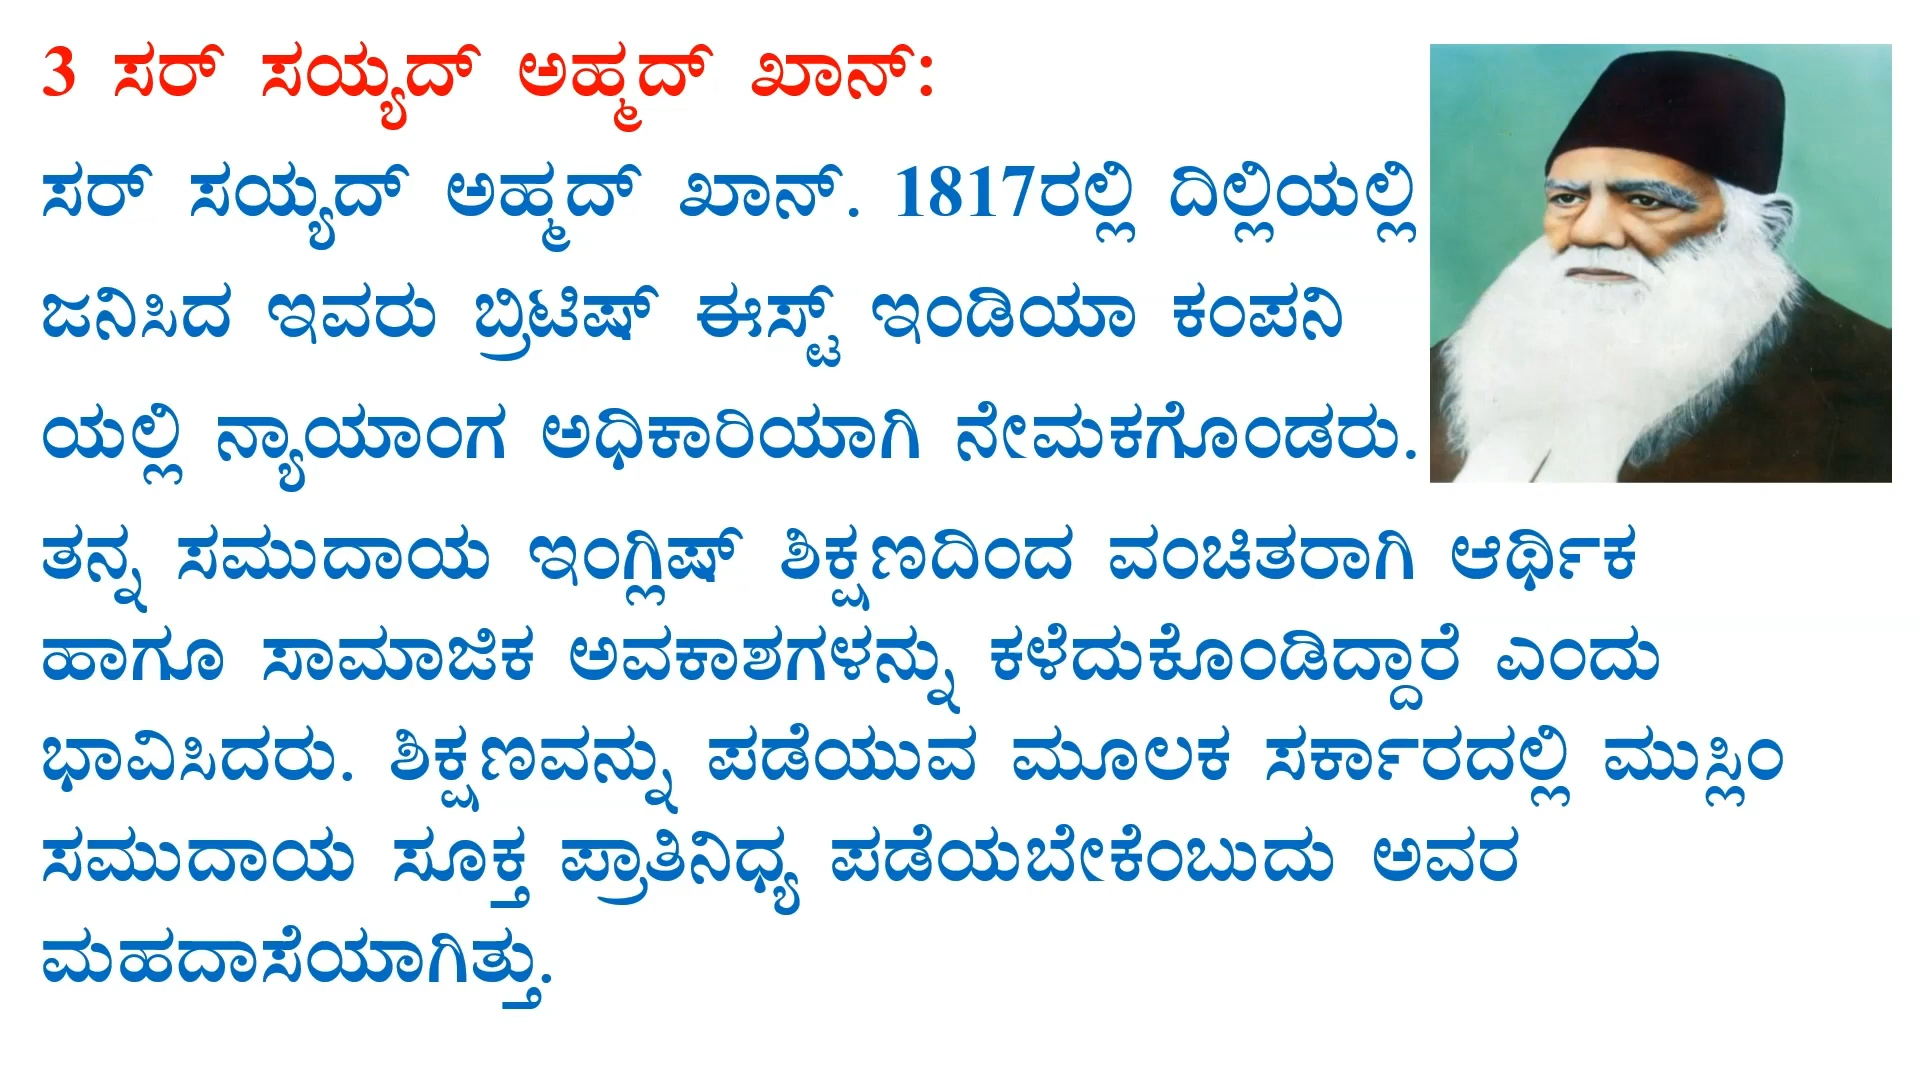 3 ಸರ್ ಸಯ್ಯದ್ ಅಹ್ಮದ್ ಖಾನ್:
ಸರ್ ಸಯ್ಯದ್ ಅಹ್ಮದ್ ಖಾನ್. 1817ರಲ್ಲಿ ದಿಲ್ಲಿಯಲ್ಲಿ
ಜನಿಸಿದ ಇವರು ಬ್ರಿಟಿಷ್ ಈಸ್ಟ್ ಇಂಡಿಯಾ ಕಂಪನಿ
ಯಲ್ಲಿ ನ್ಯಾಯಾಂಗ ಅಧಿಕಾರಿಯಾಗಿ ನೇಮಕಗೊಂಡರು.
ತನ್ನ ಸಮುದಾಯ ಇಂಗ್ಲಿಷ್ ಶಿಕ್ಷಣದಿಂದ ವಂಚಿತರಾಗಿ ಆರ್ಥಿಕ
ಹಾಗೂ ಸಾಮಾಜಿಕ ಅವಕಾಶಗಳನ್ನು ಕಳೆದುಕೊಂಡಿದ್ದಾರೆ ಎಂದು
ಭಾವಿಸಿದರು. ಶಿಕ್ಷಣವನ್ನು ಪಡೆಯುವ ಮೂಲಕ ಸರ್ಕಾರದಲ್ಲಿ ಮುಸ್ಲಿಂ
ಸಮುದಾಯ ಸೂಕ್ತ ಪ್ರಾತಿನಿಧ್ಯ ಪಡೆಯಬೇಕೆಂಬುದು ಅವರ
ಮಹದಾಸೆಯಾಗಿತ್ತು.